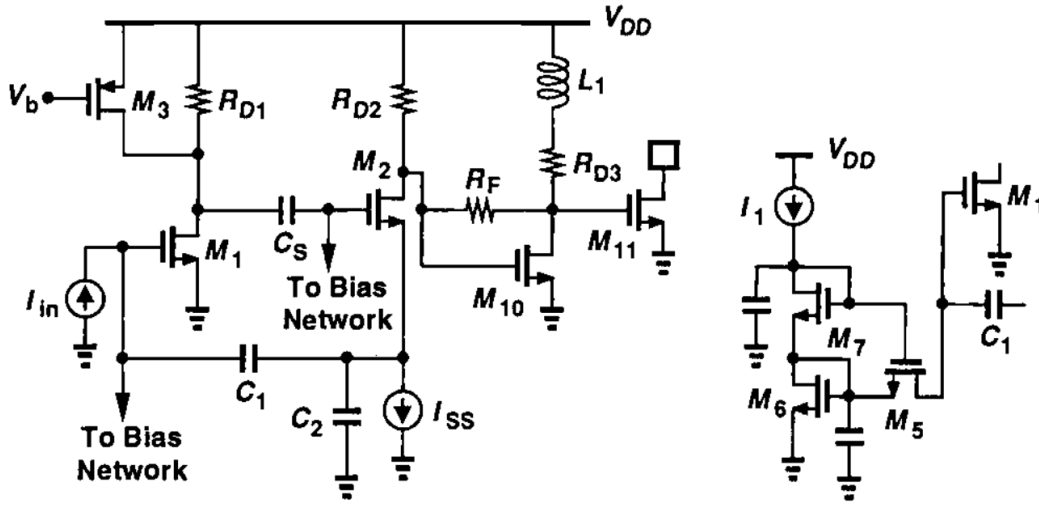 V_DD
V_b
M_3
R_D1
R_D2
L_1
M_2
R_D3
R_F
C_S
M_1
M_10
M_11
I_in
To Bias
Network
C_1
C_2
I_SS
To Bias
Network
V_DD
I_1
M_1
M_7
C_1
M_6
M_5